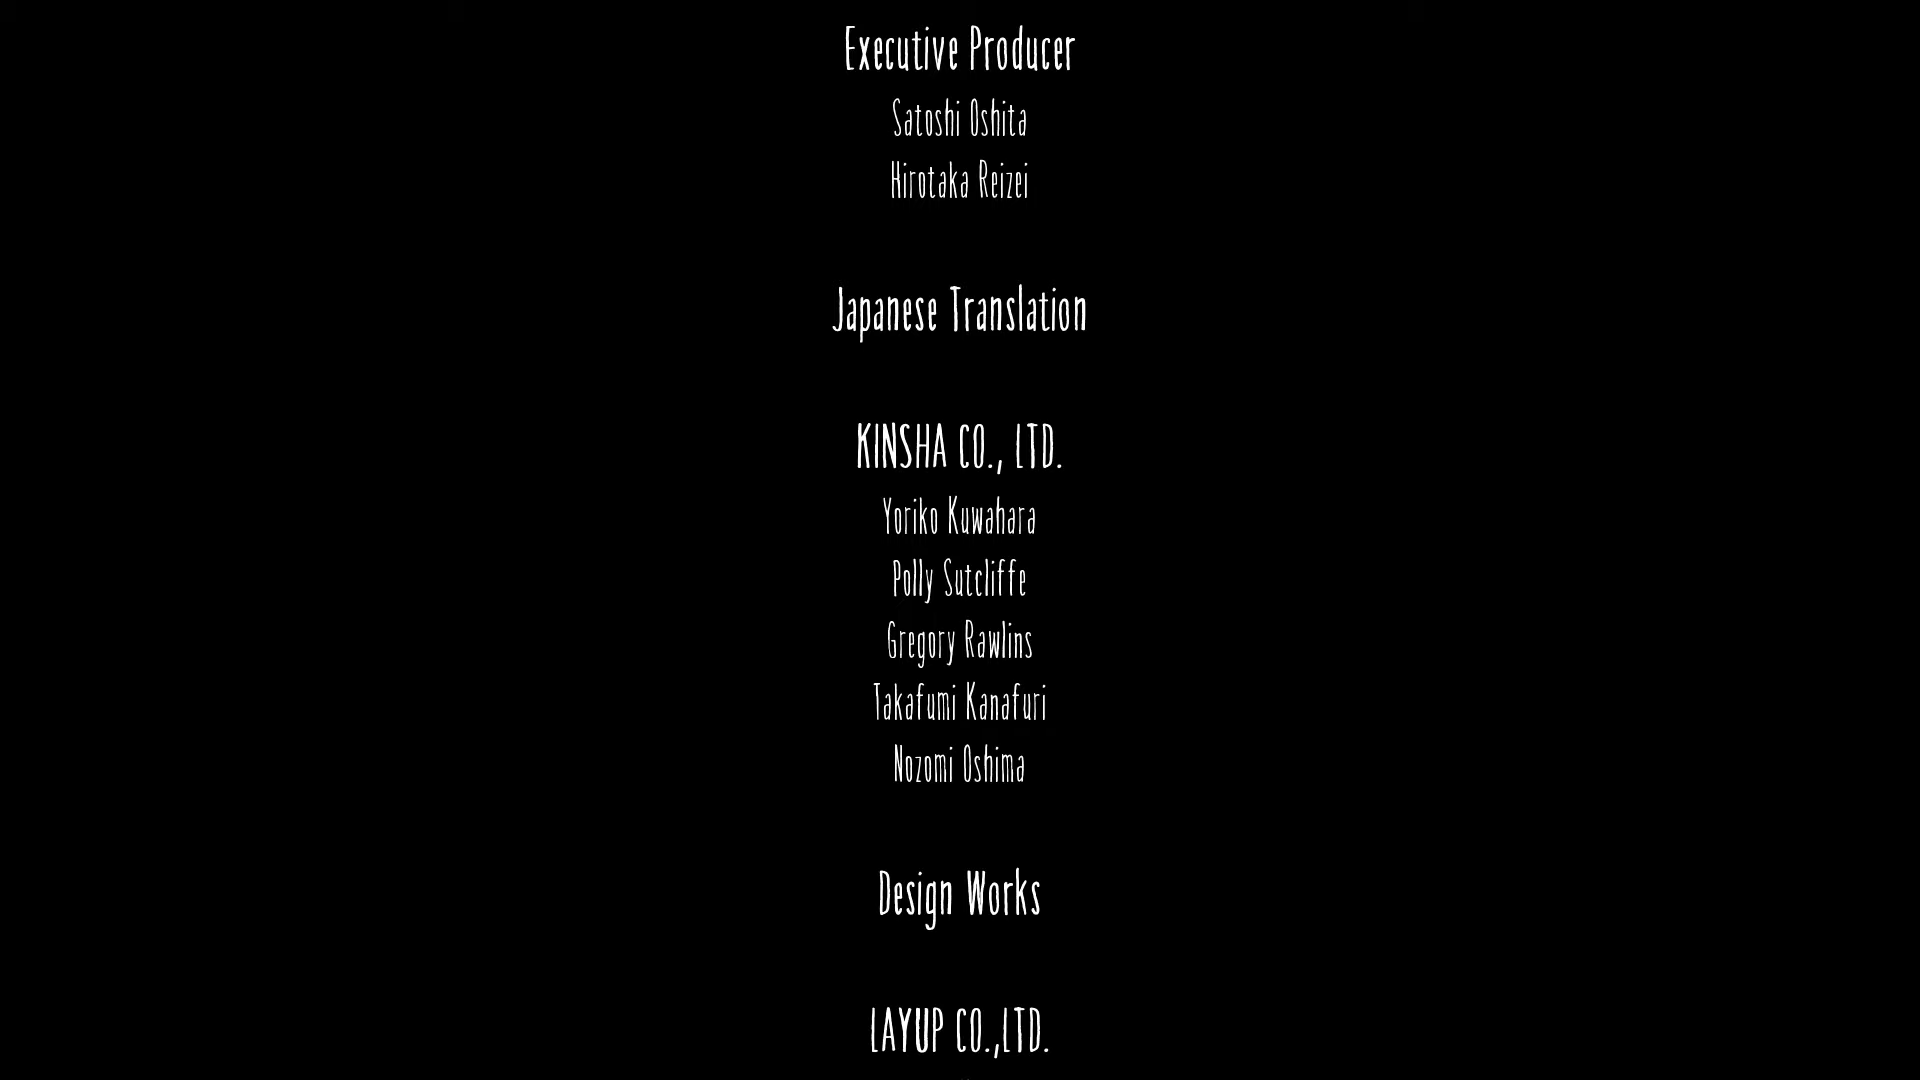 Executive Producer
Satoshi Oshita
Hirotaka Reizei
Japanese Translation
KINSHA CO., LTD.
Yoriko Kuwahara
Polly Sutcliffe
Gregory Rawlins
Takafumi Kanafuri
Nozomi Oshima
Design Works
LAYUP CO.,LTD.